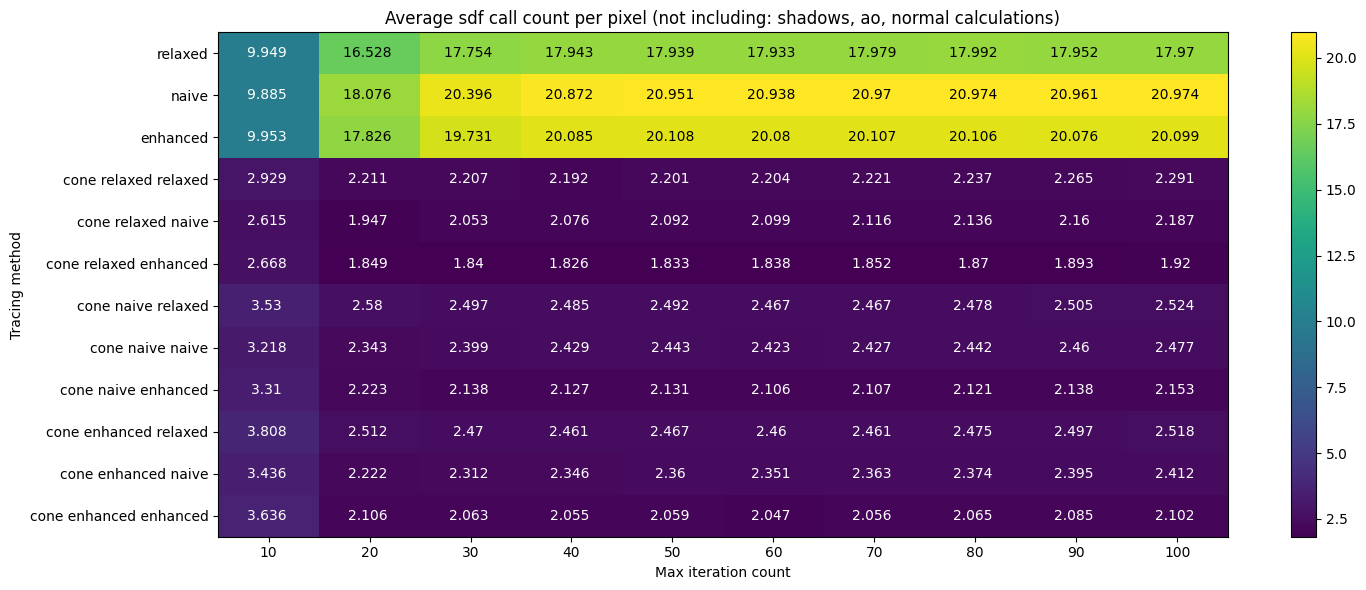 Average sdf call count per pixel (not including: shadows, ao, normal calculations)
Tracing method
relaxed 9.949 16.528 17.754 17.943 17.939 17.933 17.979 17.992 17.952 17.97
naive 9.885 18.076 20.396 20.872 20.951 20.938 20.97 20.974 20.961 20.974
enhanced 9.953 17.826 19.731 20.085 20.108 20.08 20.107 20.106 20.076 20.099
cone relaxed relaxed 2.929 2.211 2.207 2.192 2.201 2.204 2.221 2.237 2.265 2.291
cone relaxed naive 2.615 1.947 2.053 2.076 2.092 2.099 2.116 2.136 2.16 2.187
cone relaxed enhanced 2.668 1.849 1.84 1.826 1.833 1.838 1.852 1.87 1.893 1.92
cone naive relaxed 3.53 2.58 2.497 2.485 2.492 2.467 2.467 2.478 2.505 2.524
cone naive naive 3.218 2.343 2.399 2.429 2.443 2.423 2.427 2.442 2.46 2.477
cone naive enhanced 3.31 2.223 2.138 2.127 2.131 2.106 2.107 2.121 2.138 2.153
cone enhanced relaxed 3.808 2.512 2.47 2.461 2.467 2.46 2.461 2.475 2.497 2.518
cone enhanced naive 3.436 2.222 2.312 2.346 2.36 2.351 2.363 2.374 2.395 2.412
cone enhanced enhanced 3.636 2.106 2.063 2.055 2.059 2.047 2.056 2.065 2.085 2.102
10 20 30 40 50 60 70 80 90 100
Max iteration count
20.0
17.5
15.0
12.5
10.0
7.5
5.0
2.5